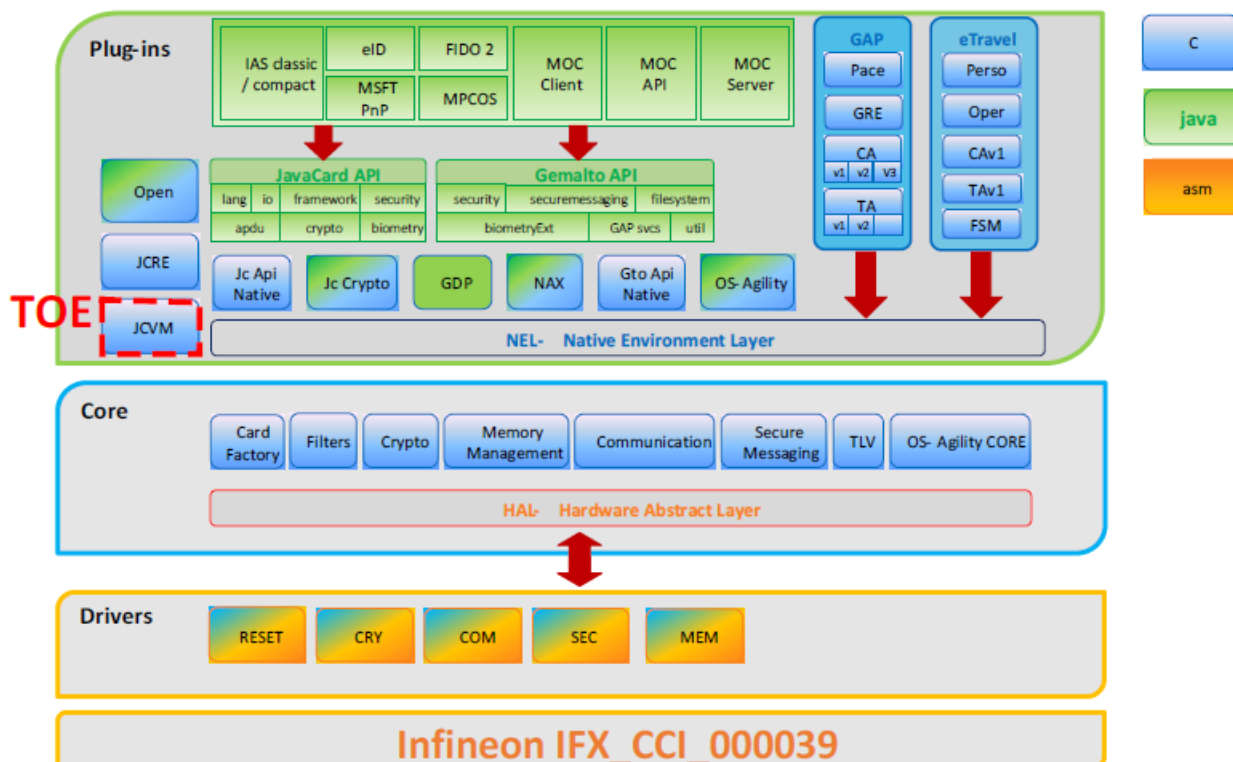 Plug-ins
IAS classic
/ compact
eID
MSFT
PnP
FIDO 2
MPCOS
MOC
Client
MOC
API
MOC
Server
GAP
Pace
GRE
CA
v1 v2 V3
TA
v1 v2
eTravel
Perso
Oper
CAv1
TAv1
FSM
C
java
asm
Open
JCRE
TOE
JCVM
JavaCard API
lang io framework security
apdu crypto biometry
Gemalto API
security securemessaging filesystem
biometryExt GAP svcs util
Jc Api
Native
Jc Crypto
GDP
NAX
Gto Api
Native
OS- Agility
NEL- Native Environment Layer
Core
Card
Factory
Filters
Crypto
Memory
Management
Communication
Secure
Messaging
TLV
OS- Agility CORE
HAL- Hardware Abstract Layer
Drivers
RESET
CRY
COM
SEC
MEM
Infineon IFX_CCI_000039